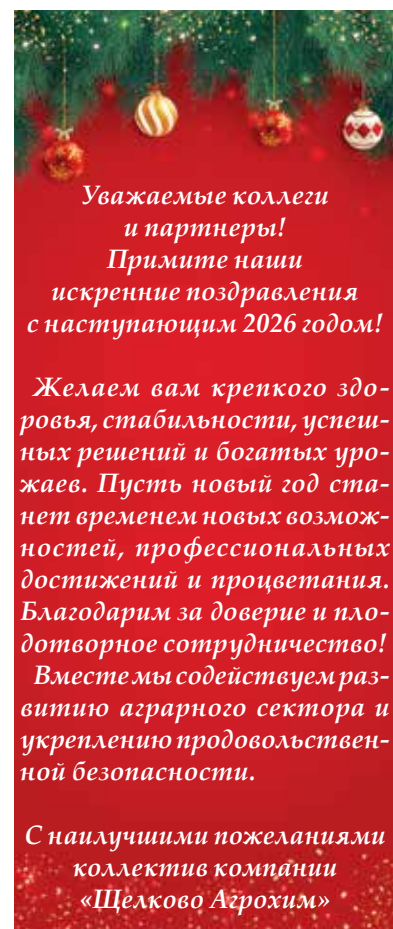 Уважаемые коллеги
и партнеры!
Примите наши
искренние поздравления
с наступающим 2026 годом!
Желаем вам крепкого здо-
ровья, стабильности, успеш-
ных решений и богатых уро-
жаев. Пусть новый год ста-
нет временем новых возмож-
ностей, профессиональных
достижений и процветания.
Благодарим за доверие и пло-
дотворное сотрудничество!
Вместе мы содействуем раз-
витию аграрного сектора и
укреплению продовольствен-
ной безопасности.
С наилучшими пожеланиями
коллектив компании
«Щелково Агрохим»